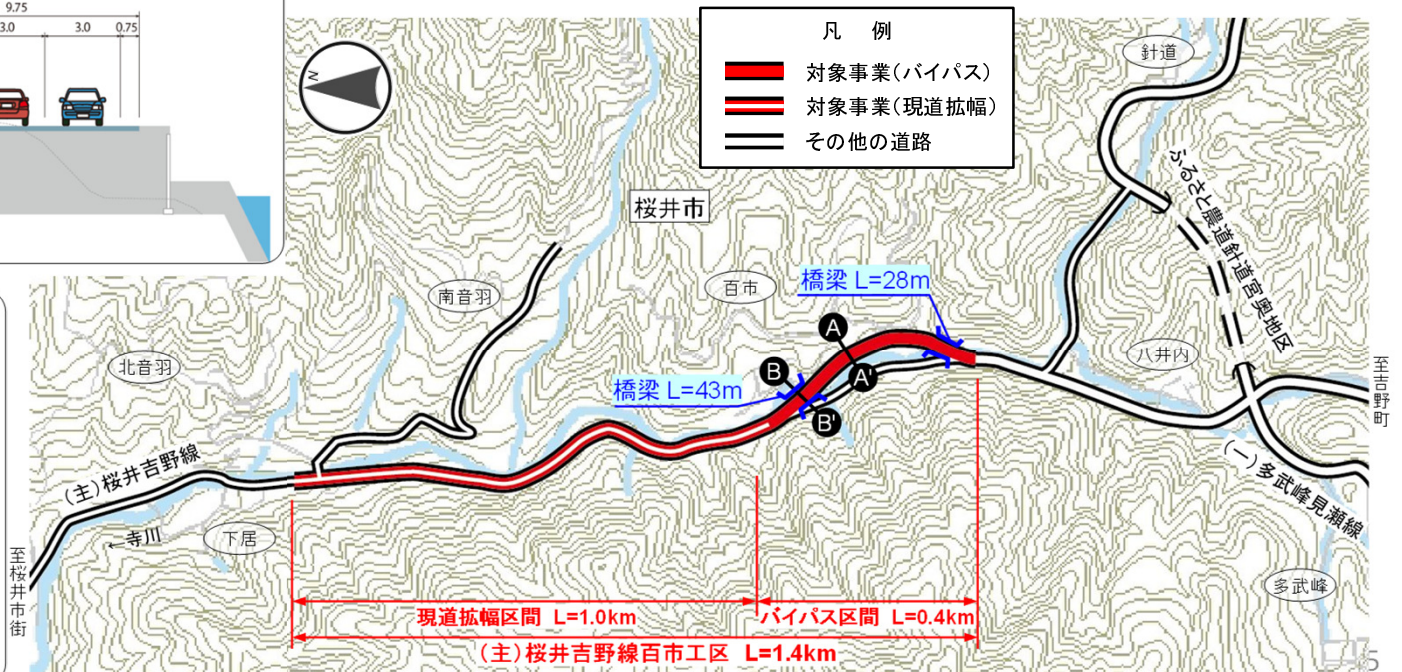 9.75
3.0
3.0
0.75
N
凡 例
対象事業(バイパス)
対象事業(現道拡幅)
その他の道路
針道
ふるさと農道針道宮奥地区
桜井市
南音羽
百市
橋梁 L=28m
北音羽
八井内
A
A'
B
B'
橋梁 L=43m
至吉野町
(主)桜井吉野線
(一)多武峰見瀬線
←寺川
下居
至桜井市街
多武峰
現道拡幅区間 L=1.0km
バイパス区間 L=0.4km
(主)桜井吉野線百市工区 L=1.4km